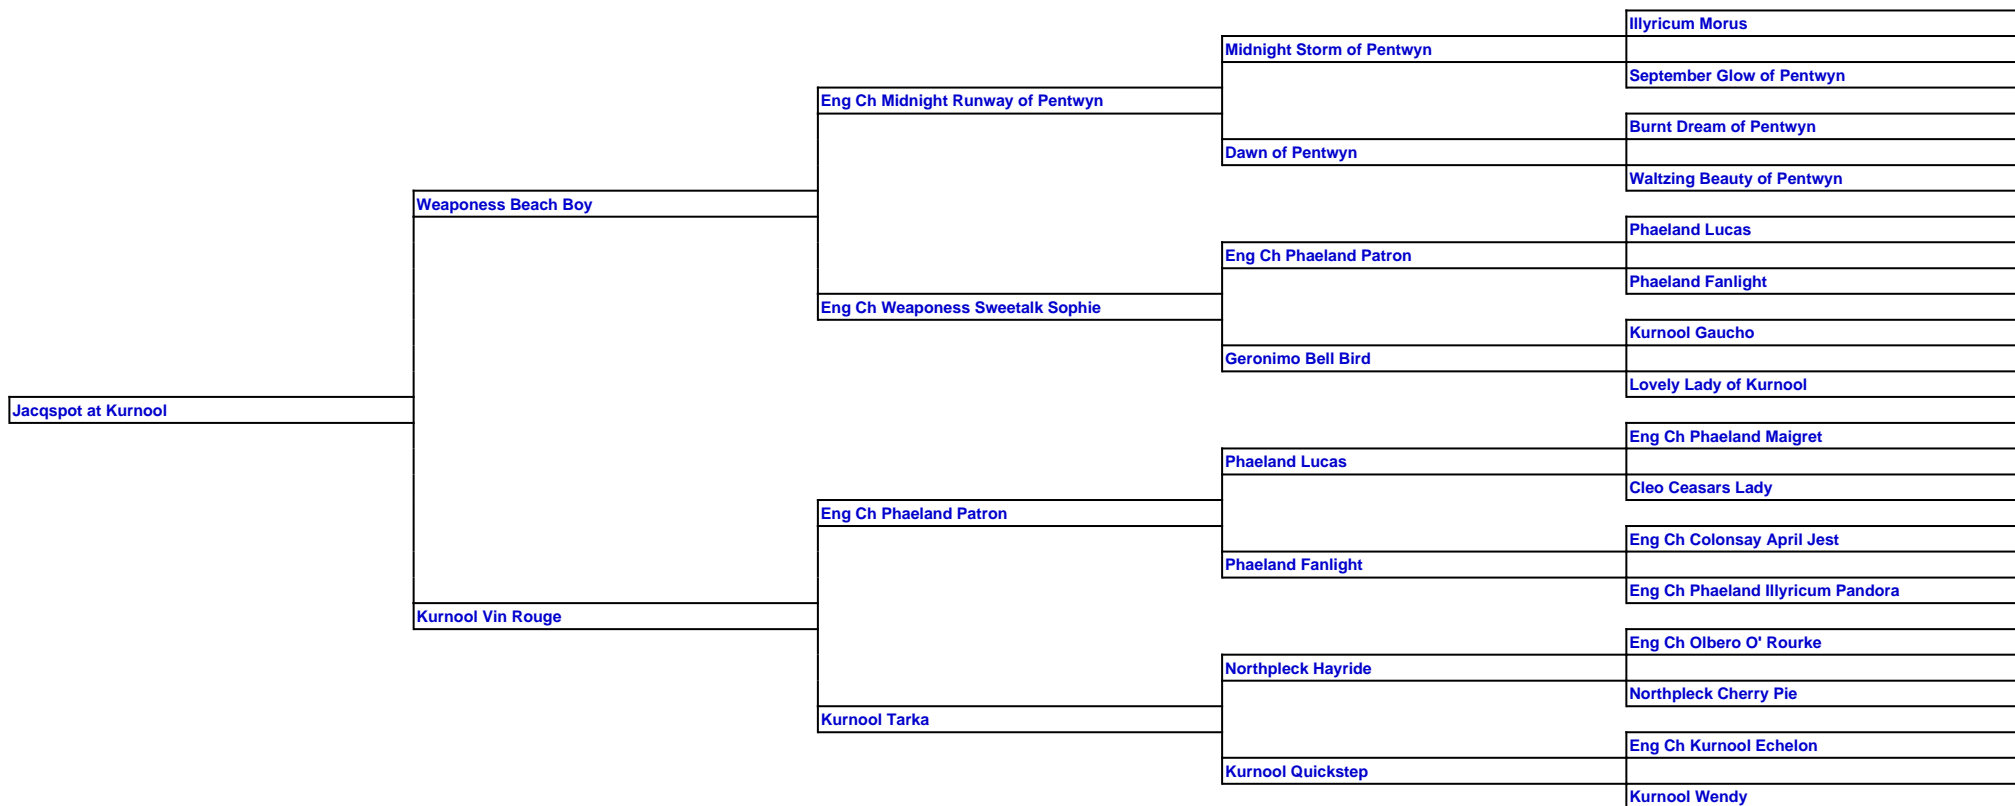 Illyricum Morus
Midnight Storm of Pentwyn
September Glow of Pentwyn
Eng Ch Midnight Runway of Pentwyn
Burnt Dream of Pentwyn
Dawn of Pentwyn
Waltzing Beauty of Pentwyn
Weaponess Beach Boy
Phaeland Lucas
Eng Ch Phaeland Patron
Phaeland Fanlight
Eng Ch Weaponess Sweetalk Sophie
Kurnool Gaucho
Geronimo Bell Bird
Lovely Lady of Kurnool
Jacqspot at Kurnool
Eng Ch Phaeland Maigret
Phaeland Lucas
Cleo Ceasars Lady
Eng Ch Phaeland Patron
Eng Ch Colonsay April Jest
Phaeland Fanlight
Eng Ch Phaeland Illyricum Pandora
Kurnool Vin Rouge
Eng Ch Olbero O' Rourke
Northpleck Hayride
Northpleck Cherry Pie
Kurnool Tarka
Eng Ch Kurnool Echelon
Kurnool Quickstep
Kurnool Wendy